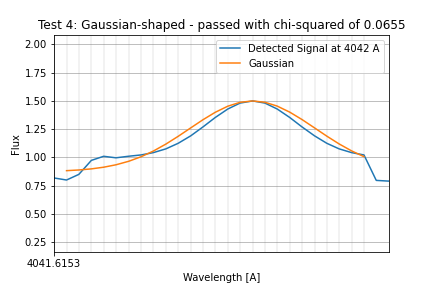 Test 4: Gaussian-shaped - passed with chi-squared of 0.0655
2.00
Detected Signal at 4042 A
Gaussian
1.75
1.50
1.25
1.00
0.75
0.50
0.25
Flux
4041.6153
Wavelength [A]